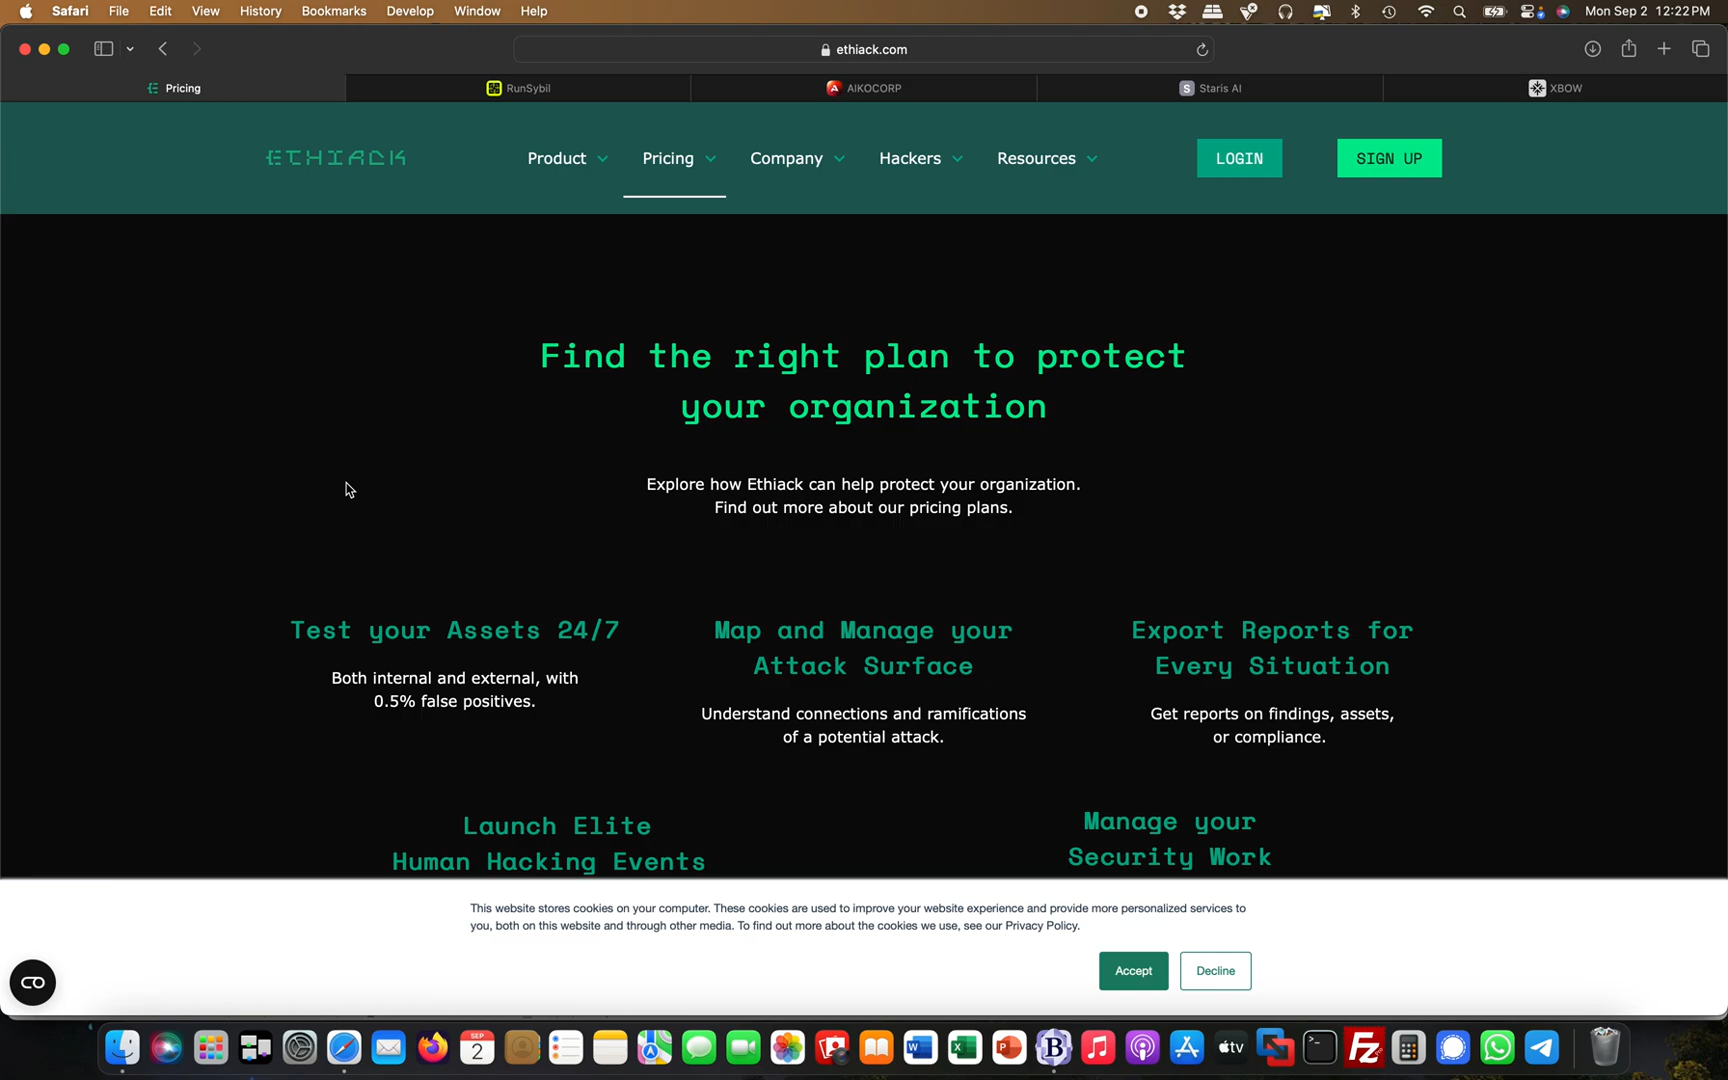 Safari File Edit View History Bookmarks Develop Window Help Mon Sep 2 12:22 PM
ethiack.com
Pricing RunSybil AIKOCORP Staris AI XBOW
ETHIACK Product Pricing Company Hackers Resources LOGIN SIGN UP
Find the right plan to protect
your organization
Explore how Ethiack can help protect your organization.
Find out more about our pricing plans.
Test your Assets 24/7
Both internal and external, with
0.5% false positives.
Map and Manage your
Attack Surface
Understand connections and ramifications
of a potential attack.
Export Reports for
Every Situation
Get reports on findings, assets,
or compliance.
Launch Elite
Human Hacking Events
Manage your
Security Work
This website stores cookies on your computer. These cookies are used to improve your website experience and provide more personalized services to
you, both on this website and through other media. To find out more about the cookies we use, see our Privacy Policy.
Accept Decline
SEP
2
tv